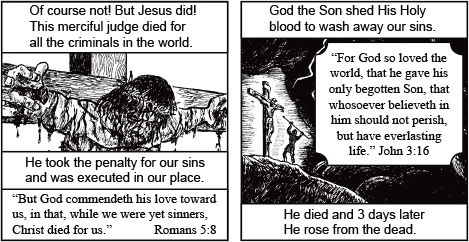 Of course not! But Jesus did!
This merciful judge died for
all the criminals in the world.
He took the penalty for our sins
and was executed in our place.
“But God commendeth his love toward
us, in that, while we were yet sinners,
Christ died for us.” Romans 5:8
God the Son shed His Holy
blood to wash away our sins.
“For God so loved the
world, that he gave his
only begotten Son, that
whosoever believeth in
him should not perish,
but have everlasting
life.” John 3:16
He died and 3 days later
He rose from the dead.